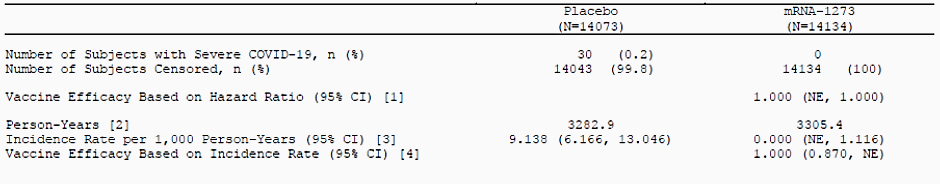 Placebo mRNA-1273
(N=14073) (N=14134)
Number of Subjects with Severe COVID-19, n (%) 30 (0.2) 0
Number of Subjects Censored, n (%) 14043 (99.8) 14134 (100)
Vaccine Efficacy Based on Hazard Ratio (95% CI) [1] 1.000 (NE, 1.000)
Person-Years [2] 3282.9 3305.4
Incidence Rate per 1,000 Person-Years (95% CI) [3] 9.138 (6.166, 13.046) 0.000 (NE, 1.116)
Vaccine Efficacy Based on Incidence Rate (95% CI) [4] 1.000 (0.870, NE)